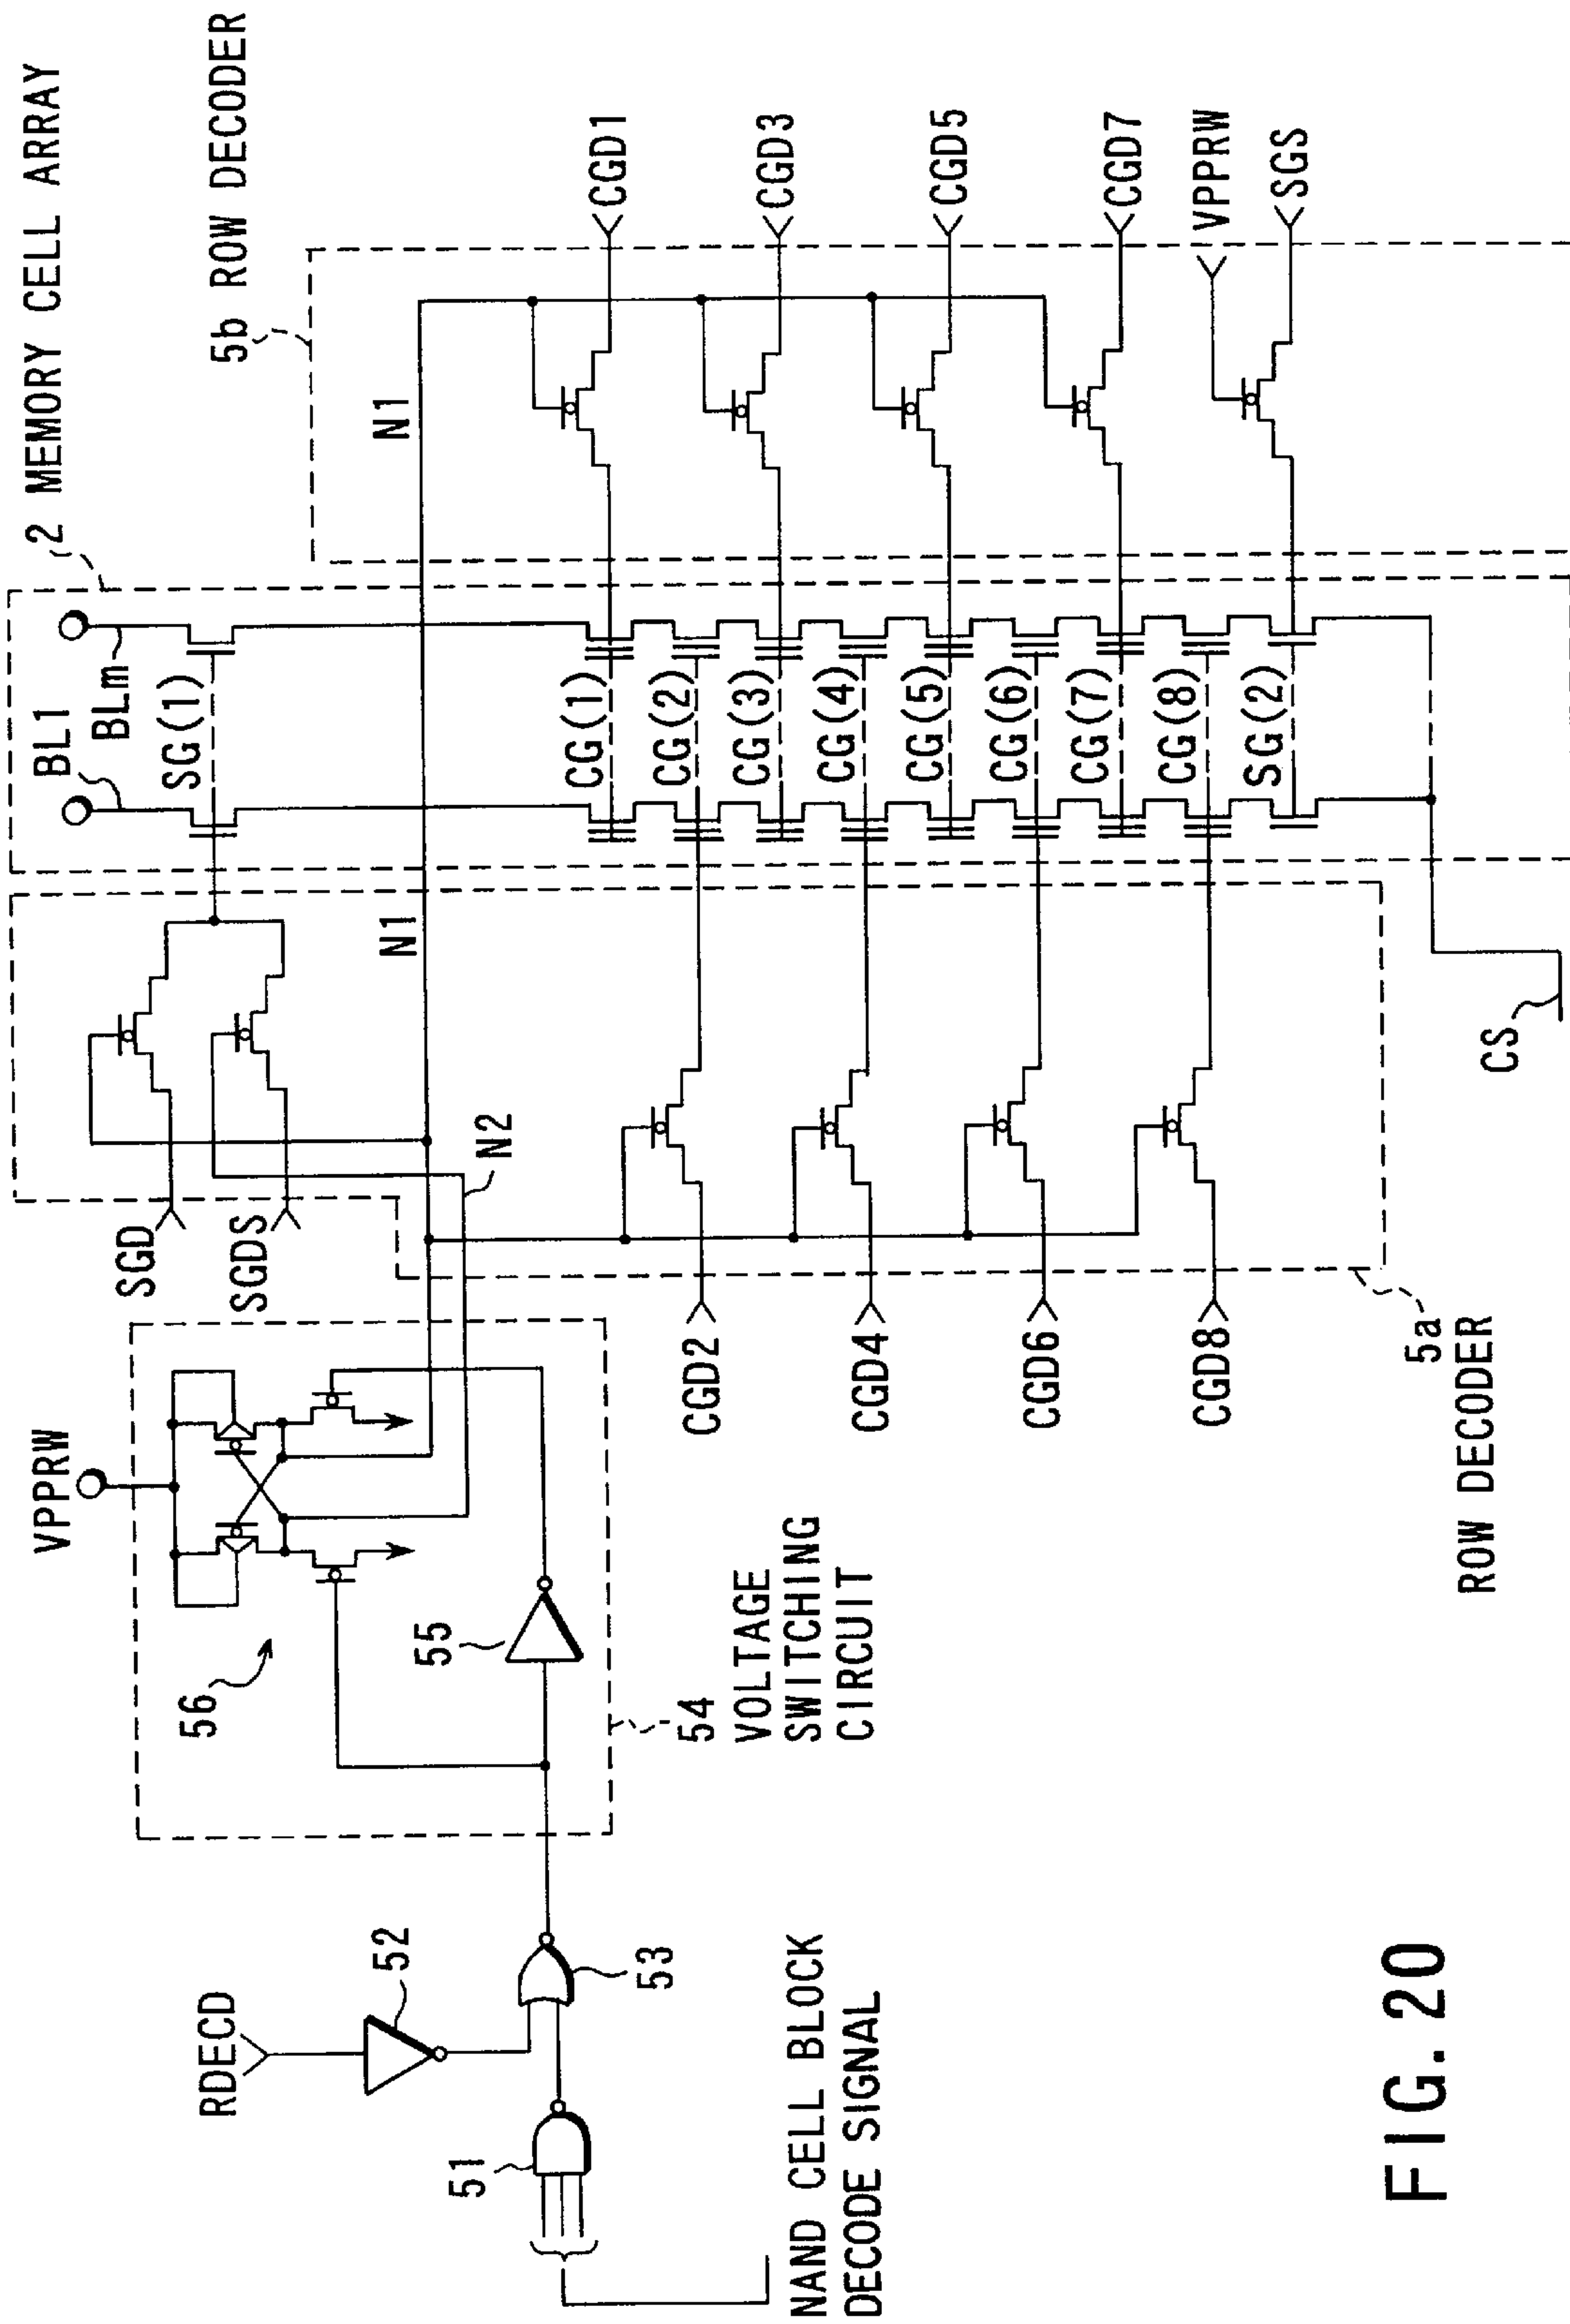 2 MEMORY CELL ARRAY
5b ROW DECODER
BL1
BLm
SG(1)
N1
N1
CGD1
CGD3
CGD5
CGD7
VPPRW
SGS
CG(1)
CG(2)
CG(3)
CG(4)
CG(5)
CG(6)
CG(7)
CG(8)
SG(2)
CS
SGD
SGDS
N2
CGD2
CGD4
CGD6
CGD8
5a
ROW DECODER
VPPRW
56
55
54
VOLTAGE
SWITCHING
CIRCUIT
RDECD
52
53
51
NAND CELL BLOCK
DECODE SIGNAL
FIG. 20